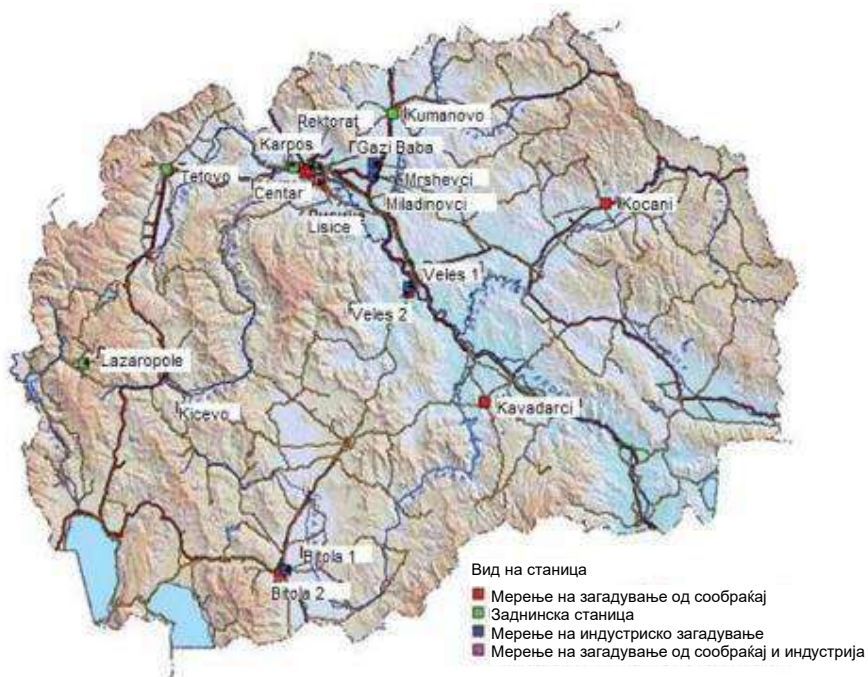 Rektorat
Kumanovo
Karpos
Gazi Baba
Tetovo
Mrshevci
Centar
Miladinovci
Kocani
Lisice
Veles 1
Veles 2
Lazaropole
Kavadarci
Kicevo
Bitola 1
Bitola 2
Вид на станица
Мерење на загадување од сообраќај
Заднинска станица
Мерење на индустриско загадување
Мерење на загадување од сообраќај и индустрија